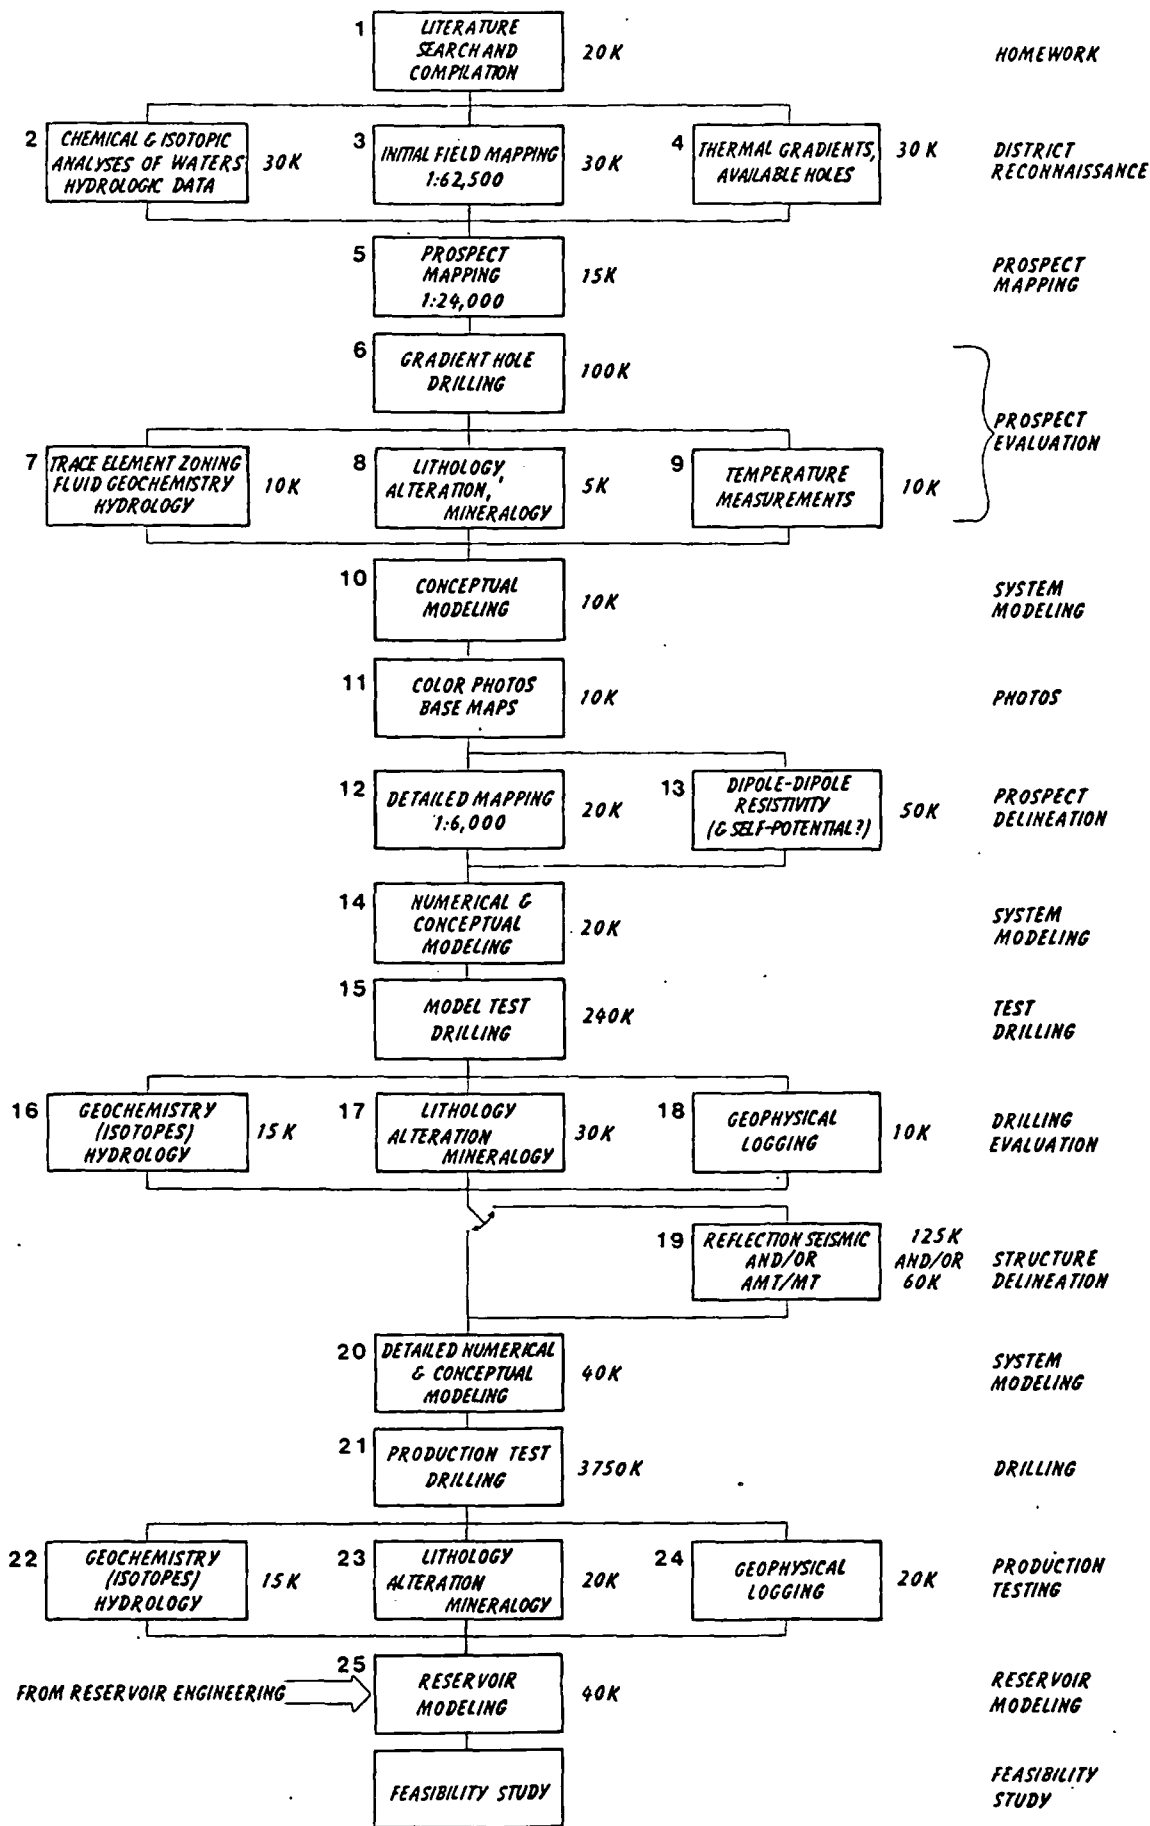 1
LITERATURE
SEARCH AND
COMPILATION
20K
HOMEWORK
2
CHEMICAL & ISOTOPIC
ANALYSES OF WATERS
HYDROLOGIC DATA
30K
3
INITIAL FIELD MAPPING
1:62,500
30K
4
THERMAL GRADIENTS,
AVAILABLE HOLES
30K
DISTRICT
RECONNAISSANCE
5
PROSPECT
MAPPING
1:24,000
15K
PROSPECT
MAPPING
6
GRADIENT HOLE
DRILLING
100K
PROSPECT
EVALUATION
7
TRACE ELEMENT ZONING
FLUID GEOCHEMISTRY
HYDROLOGY
10K
8
LITHOLOGY,
ALTERATION,
MINERALOGY
5K
9
TEMPERATURE
MEASUREMENTS
10K
10
CONCEPTUAL
MODELING
10K
SYSTEM
MODELING
11
COLOR PHOTOS
BASE MAPS
10K
PHOTOS
12
DETAILED MAPPING
1:6,000
20K
13
DIPOLE-DIPOLE
RESISTIVITY
(& SELF-POTENTIAL?)
50K
PROSPECT
DELINEATION
14
NUMERICAL &
CONCEPTUAL
MODELING
20K
SYSTEM
MODELING
15
MODEL TEST
DRILLING
240K
TEST
DRILLING
16
GEOCHEMISTRY
(ISOTOPES)
HYDROLOGY
15K
17
LITHOLOGY
ALTERATION
MINERALOGY
30K
18
GEOPHYSICAL
LOGGING
10K
DRILLING
EVALUATION
19
REFLECTION SEISMIC
AND/OR
AMT/MT
125K
AND/OR
60K
STRUCTURE
DELINEATION
20
DETAILED NUMERICAL
& CONCEPTUAL
MODELING
40K
SYSTEM
MODELING
21
PRODUCTION TEST
DRILLING
3750K
DRILLING
22
GEOCHEMISTRY
(ISOTOPES)
HYDROLOGY
15K
23
LITHOLOGY
ALTERATION
MINERALOGY
20K
24
GEOPHYSICAL
LOGGING
20K
PRODUCTION
TESTING
FROM RESERVOIR ENGINEERING
25
RESERVOIR
MODELING
40K
RESERVOIR
MODELING
FEASIBILITY STUDY
FEASIBILITY
STUDY